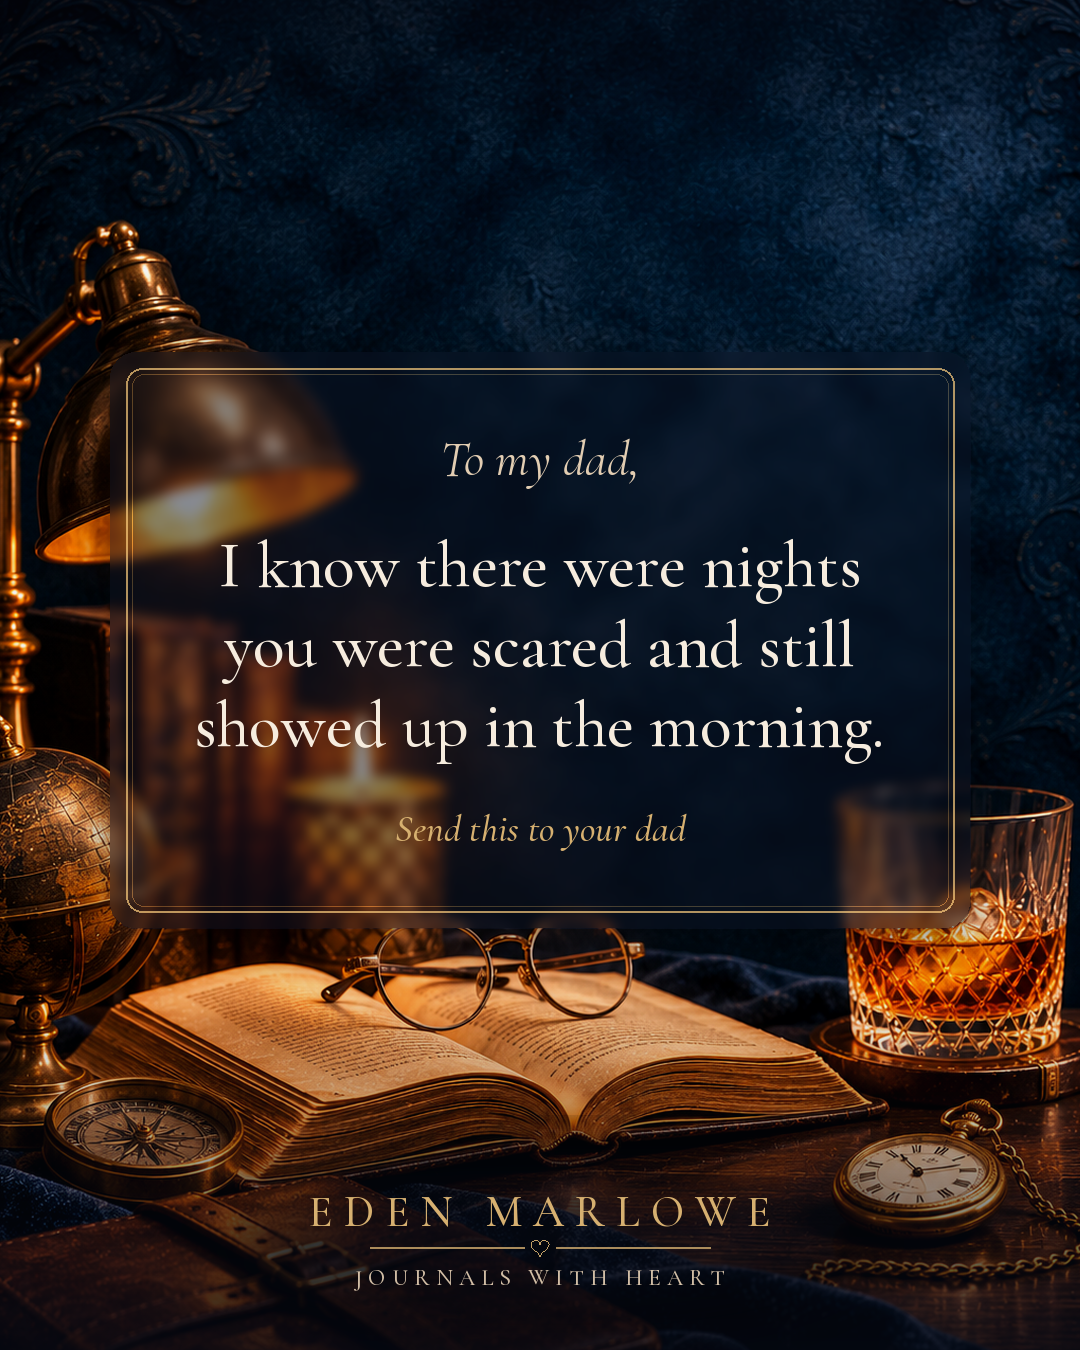 To my dad,
I know there were nights
you were scared and still
showed up in the morning.
Send this to your dad
EDEN MARLOWE
JOURNALS WITH HEART